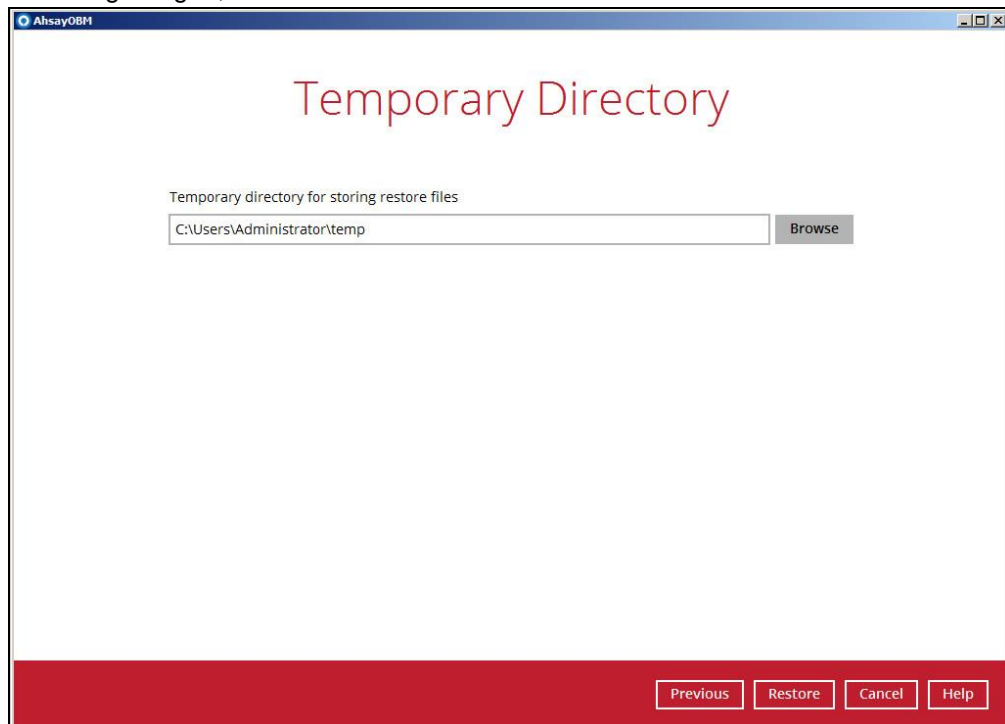 AhsayOBM
Temporary Directory
Temporary directory for storing restore files
C:\Users\Administrator\temp
Browse
Previous Restore Cancel Help